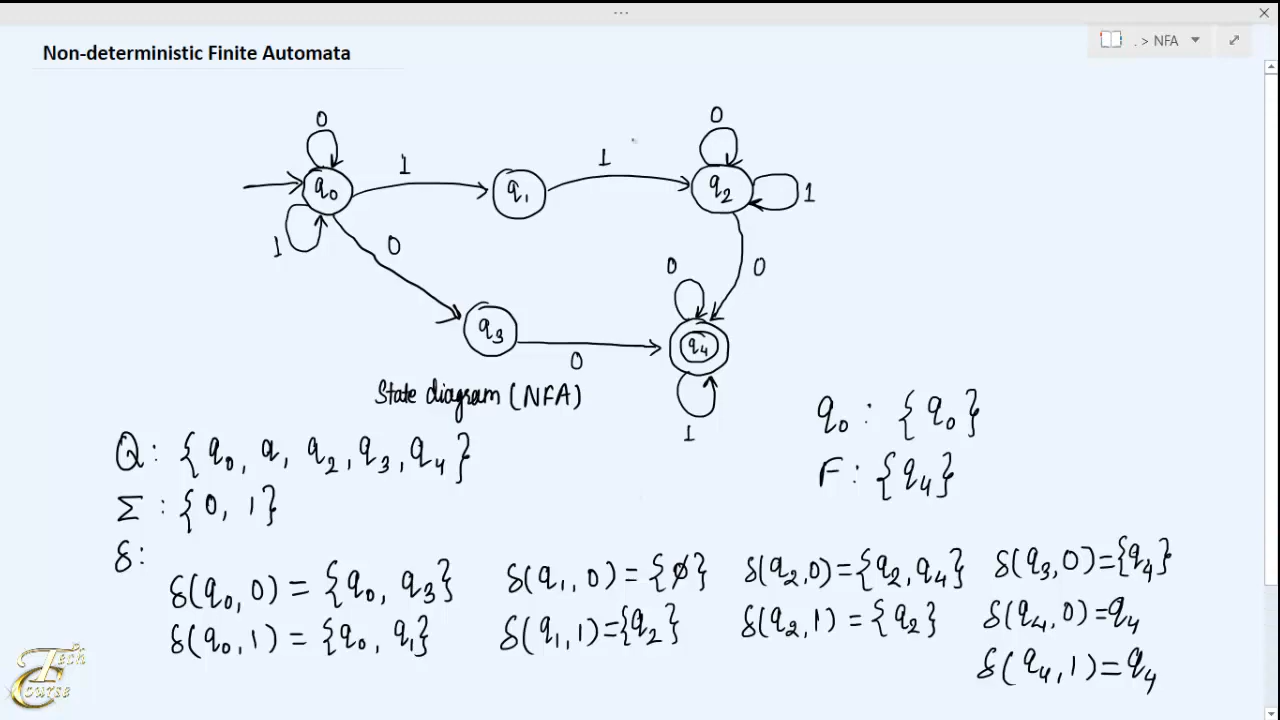 ...
. > NFA
Non-deterministic Finite Automata
0
0
1
1
q0
q1
q2
1
1
0
0
0
q3
q4
0
State diagram (NFA)
1
q0 : {q0}
F : {q4}
Q : {q0, q, q2, q3, q4}
Σ : {0, 1}
δ:
δ(q0, 0) = {q0, q3}
δ(q0, 1) = {q0, q1}
δ(q1, 0) = {ϕ}
δ(q1, 1) = {q2}
δ(q2, 0) = {q2, q4}
δ(q2, 1) = {q2}
δ(q3, 0) = {q4}
δ(q4, 0) = q4
δ(q4, 1) = q4
Tech
Course